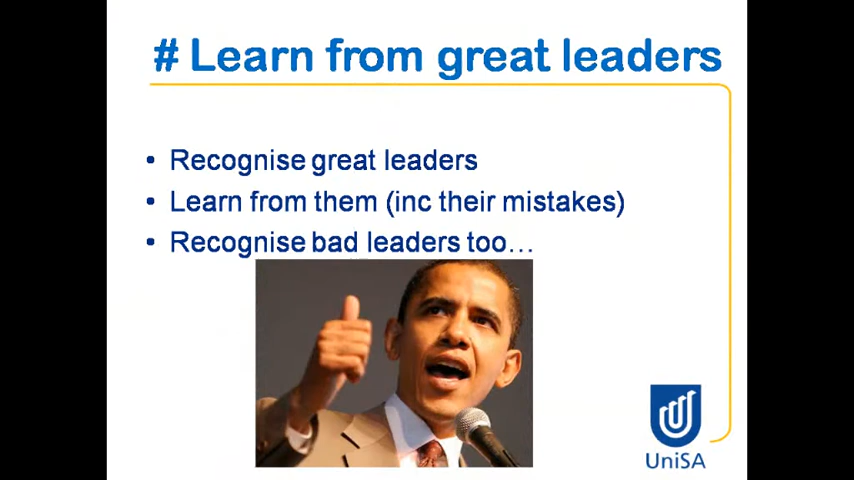 # Learn from great leaders
• Recognise great leaders
• Learn from them (inc their mistakes)
• Recognise bad leaders too…
UniSA